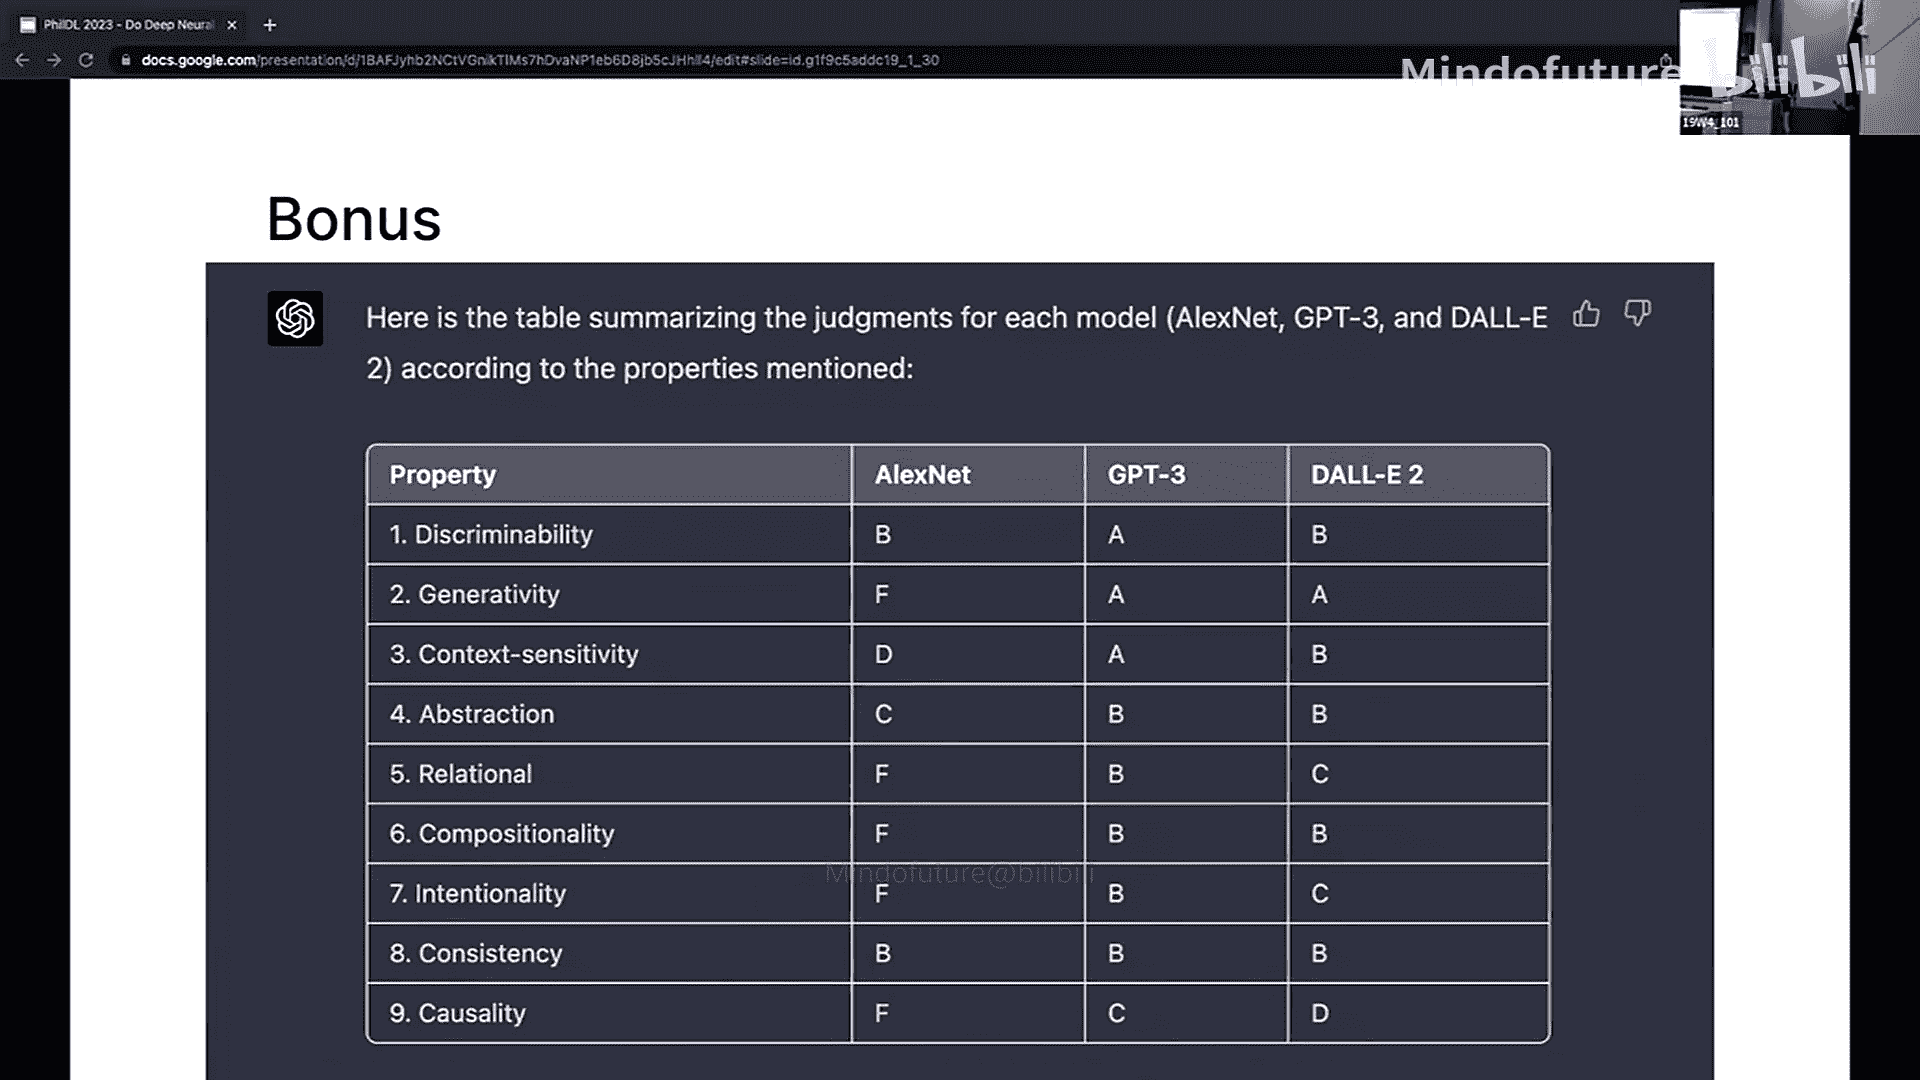 PhilDL 2023 - Do Deep Neural
docs.google.com/presentation/d/1BAFJyhb2NCtVGnikTlMs7hDvaNP1eb6D8jb5cJHhll4/edit#slide=id.g1f9c5addc19_1_30
Mindofuture bilibili
19W4_101
Bonus
Here is the table summarizing the judgments for each model (AlexNet, GPT-3, and DALL-E
2) according to the properties mentioned:
Property AlexNet GPT-3 DALL-E 2
1. Discriminability B A B
2. Generativity F A A
3. Context-sensitivity D A B
4. Abstraction C B B
5. Relational F B C
6. Compositionality F B B
Mindofuture@bilibili
7. Intentionality F B C
8. Consistency B B B
9. Causality F C D